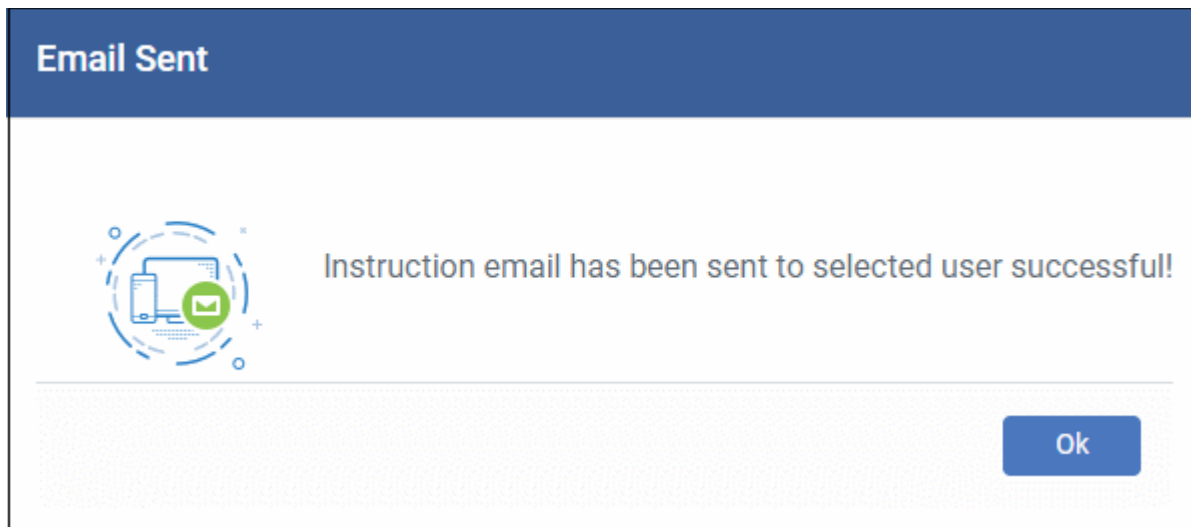 Email Sent
Instruction email has been sent to selected user successful!
Ok